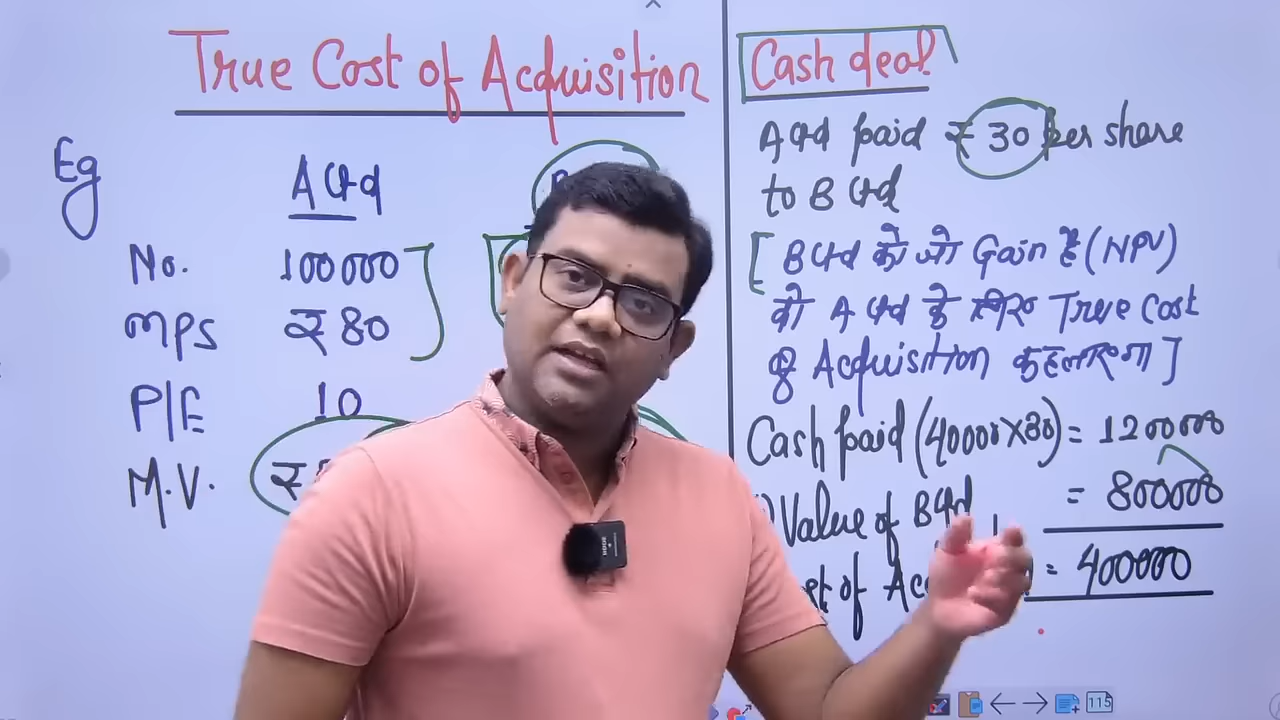 True Cost of Acquisition
Eg
A Ltd
No. 100000
MPS ₹80
P/E 10
M.V. ₹
Cash deal
A Ltd paid ₹ 30 per share
to B Ltd
[ B Ltd को जो Gain है (NPV)
वो A Ltd के लिए True Cost
of Acquisition कहलाएगा ]
Cash paid (40000×30) = 1200000
Value of B Ltd = 800000
of = 400000
115